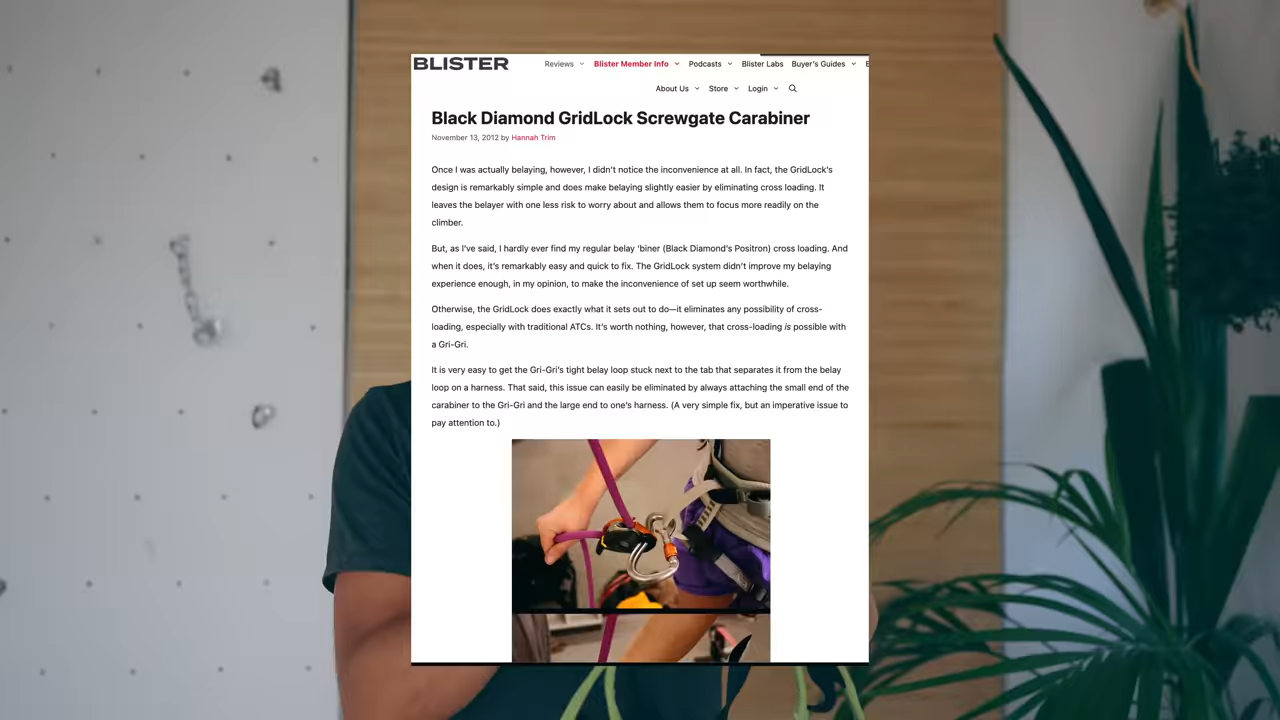 BLISTER
Reviews Blister Member Info Podcasts Blister Labs Buyer's Guides
About Us Store Login
Black Diamond GridLock Screwgate Carabiner
November 13, 2012 by Hannah Trim
Once I was actually belaying, however, I didn't notice the inconvenience at all. In fact, the GridLock's
design is remarkably simple and does make belaying slightly easier by eliminating cross loading. It
leaves the belayer with one less risk to worry about and allows them to focus more readily on the
climber.
But, as I've said, I hardly ever find my regular belay 'biner (Black Diamond's Positron) cross loading. And
when it does, it's remarkably easy and quick to fix. The GridLock system didn't improve my belaying
experience enough, in my opinion, to make the inconvenience of set up seem worthwhile.
Otherwise, the GridLock does exactly what it sets out to do—it eliminates any possibility of cross-
loading, especially with traditional ATCs. It's worth nothing, however, that cross-loading is possible with
a Gri-Gri.
It is very easy to get the Gri-Gri's tight belay loop stuck next to the tab that separates it from the belay
loop on a harness. That said, this issue can easily be eliminated by always attaching the small end of the
carabiner to the Gri-Gri and the large end to one's harness. (A very simple fix, but an imperative issue to
pay attention to.)